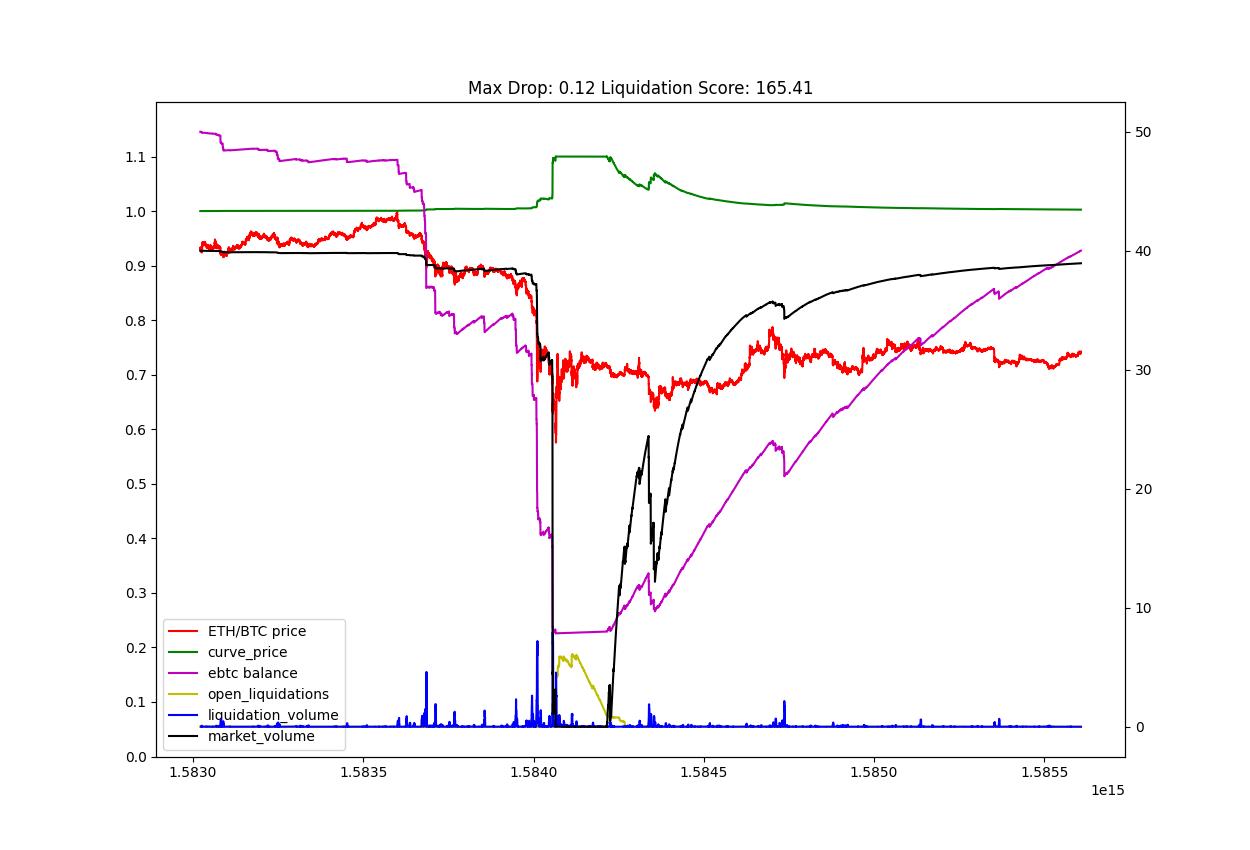 Max Drop: 0.12 Liquidation Score: 165.41
1.1
1.0
0.9
0.8
0.7
0.6
0.5
0.4
0.3
0.2
0.1
0.0
50
40
30
20
10
0
ETH/BTC price
curve_price
ebtc balance
open_liquidations
liquidation_volume
market_volume
1.5830 1.5835 1.5840 1.5845 1.5850 1.5855
1e15